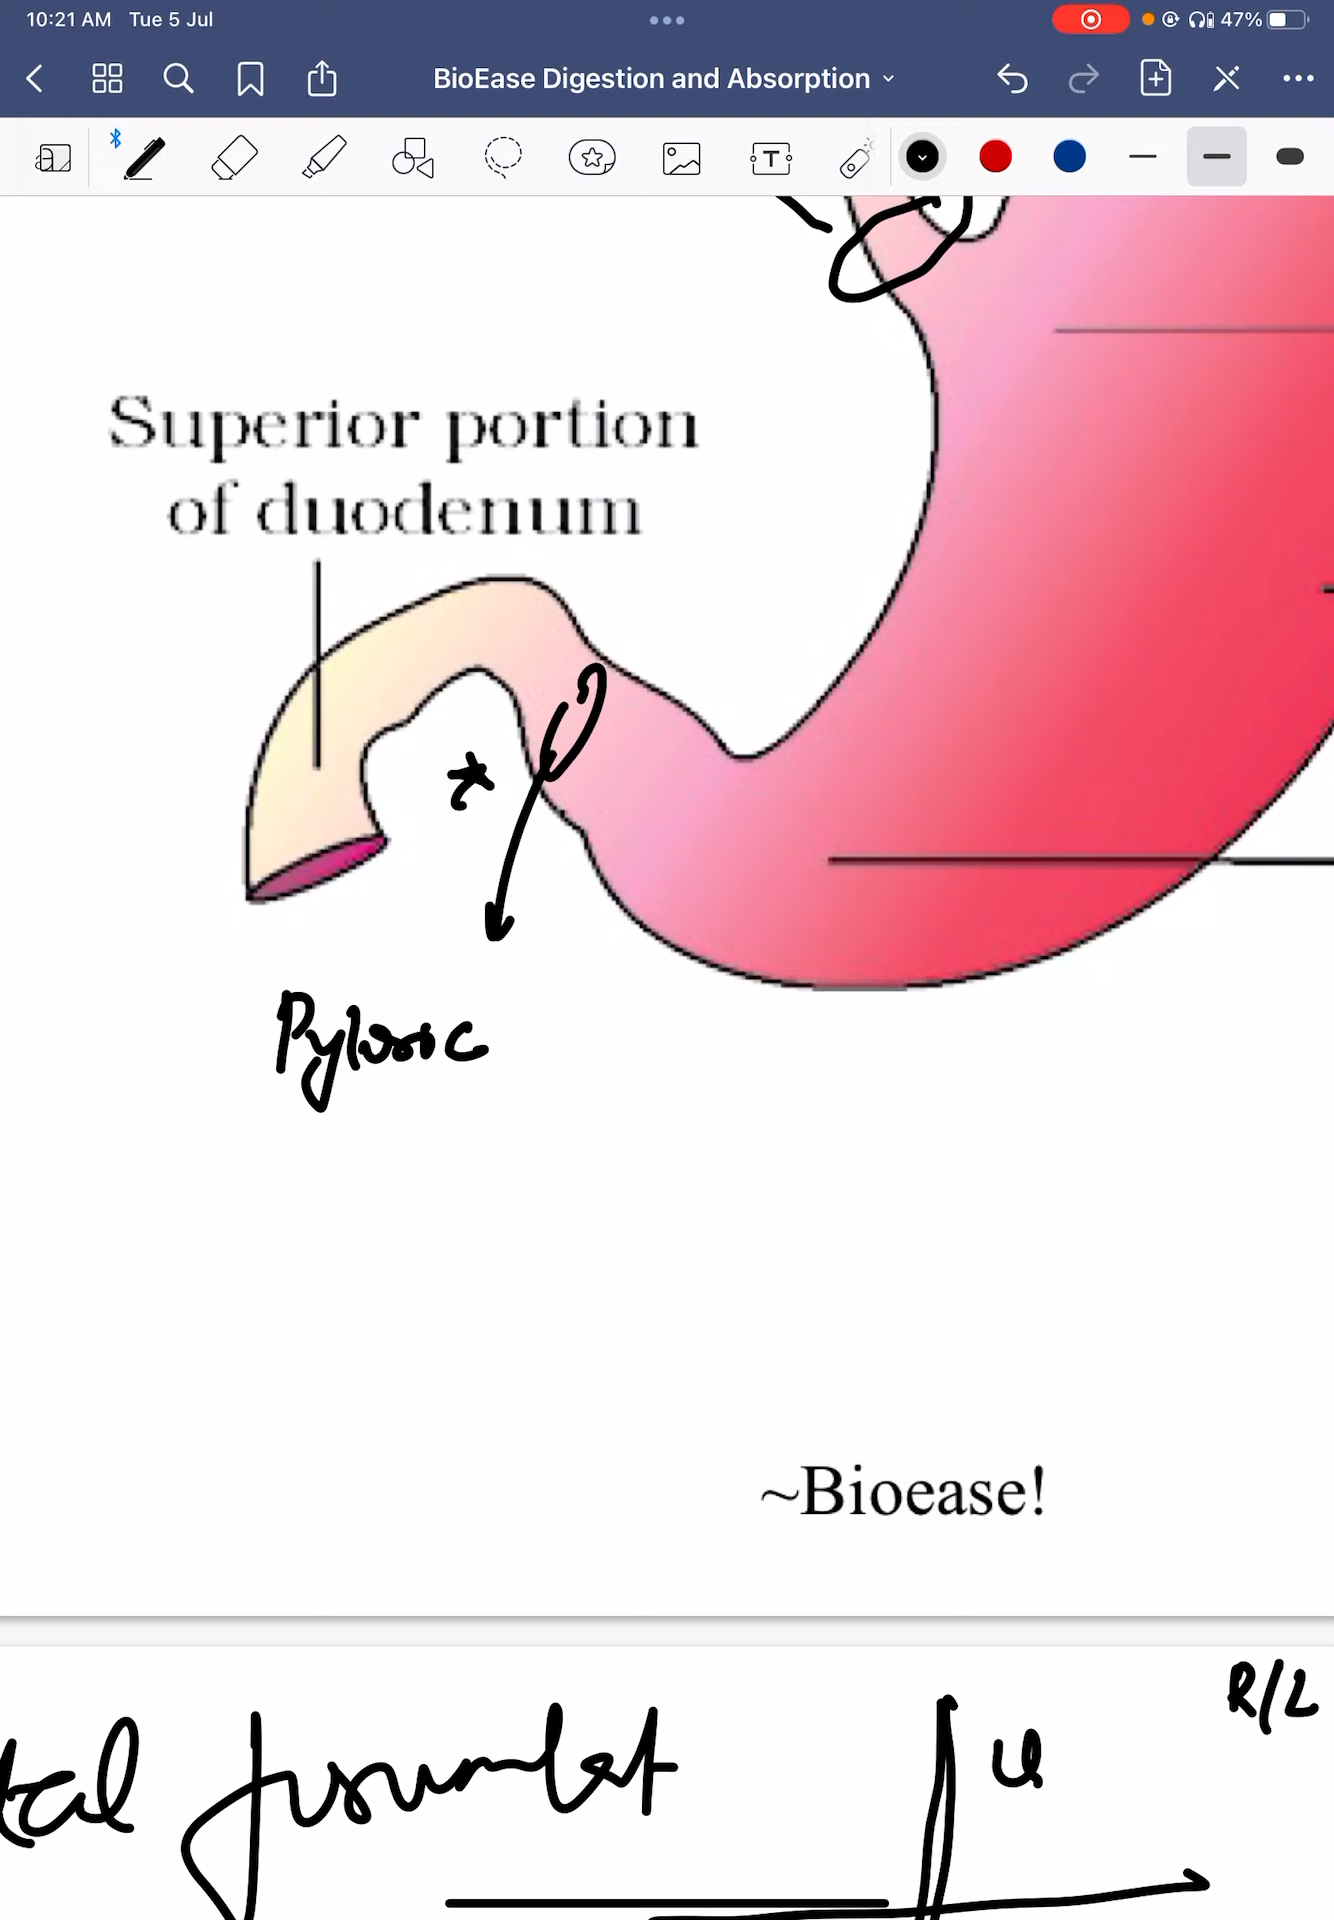 10:21 AM Tue 5 Jul
47%
BioEase Digestion and Absorption
T
Superior portion
of duodenum
Pyloric
~Bioease!
R/L